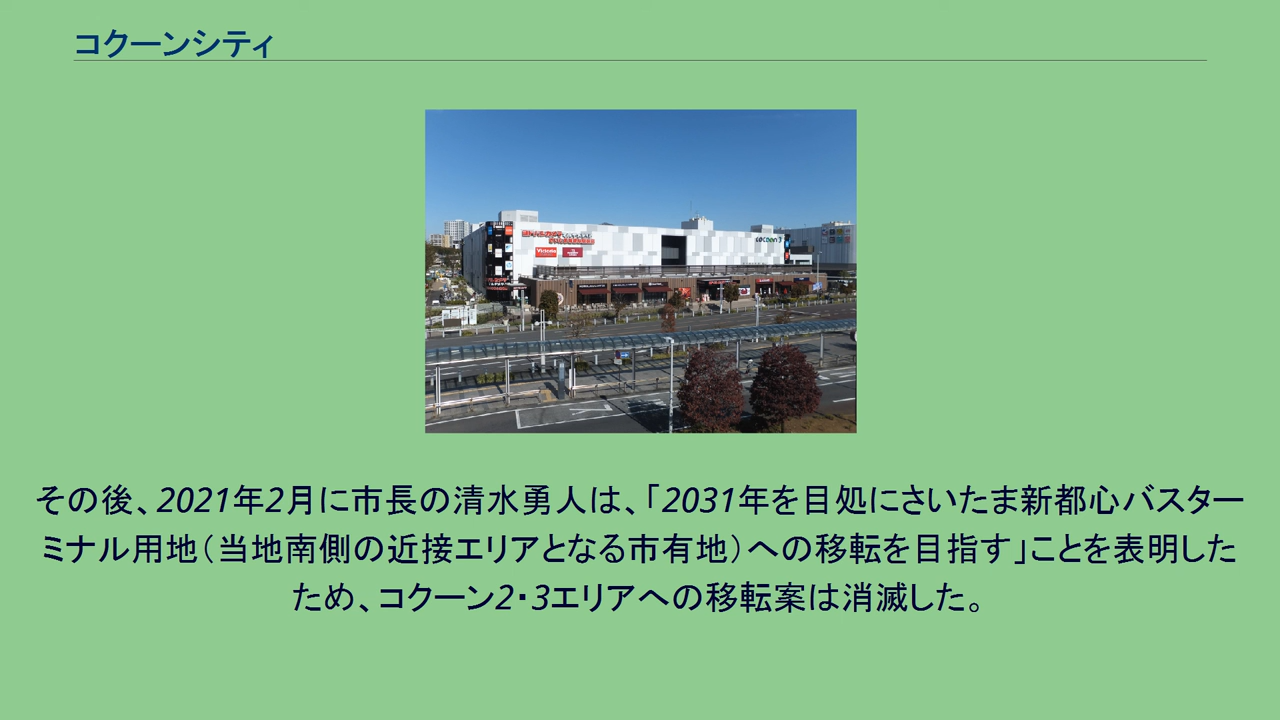 コクーンシティ
cocoon 3
Victoria
その後、2021年2月に市長の清水勇人は、「2031年を目処にさいたま新都心バスター
ミナル用地（当地南側の近接エリアとなる市有地）への移転を目指す」ことを表明した
ため、コクーン2・3エリアへの移転案は消滅した。